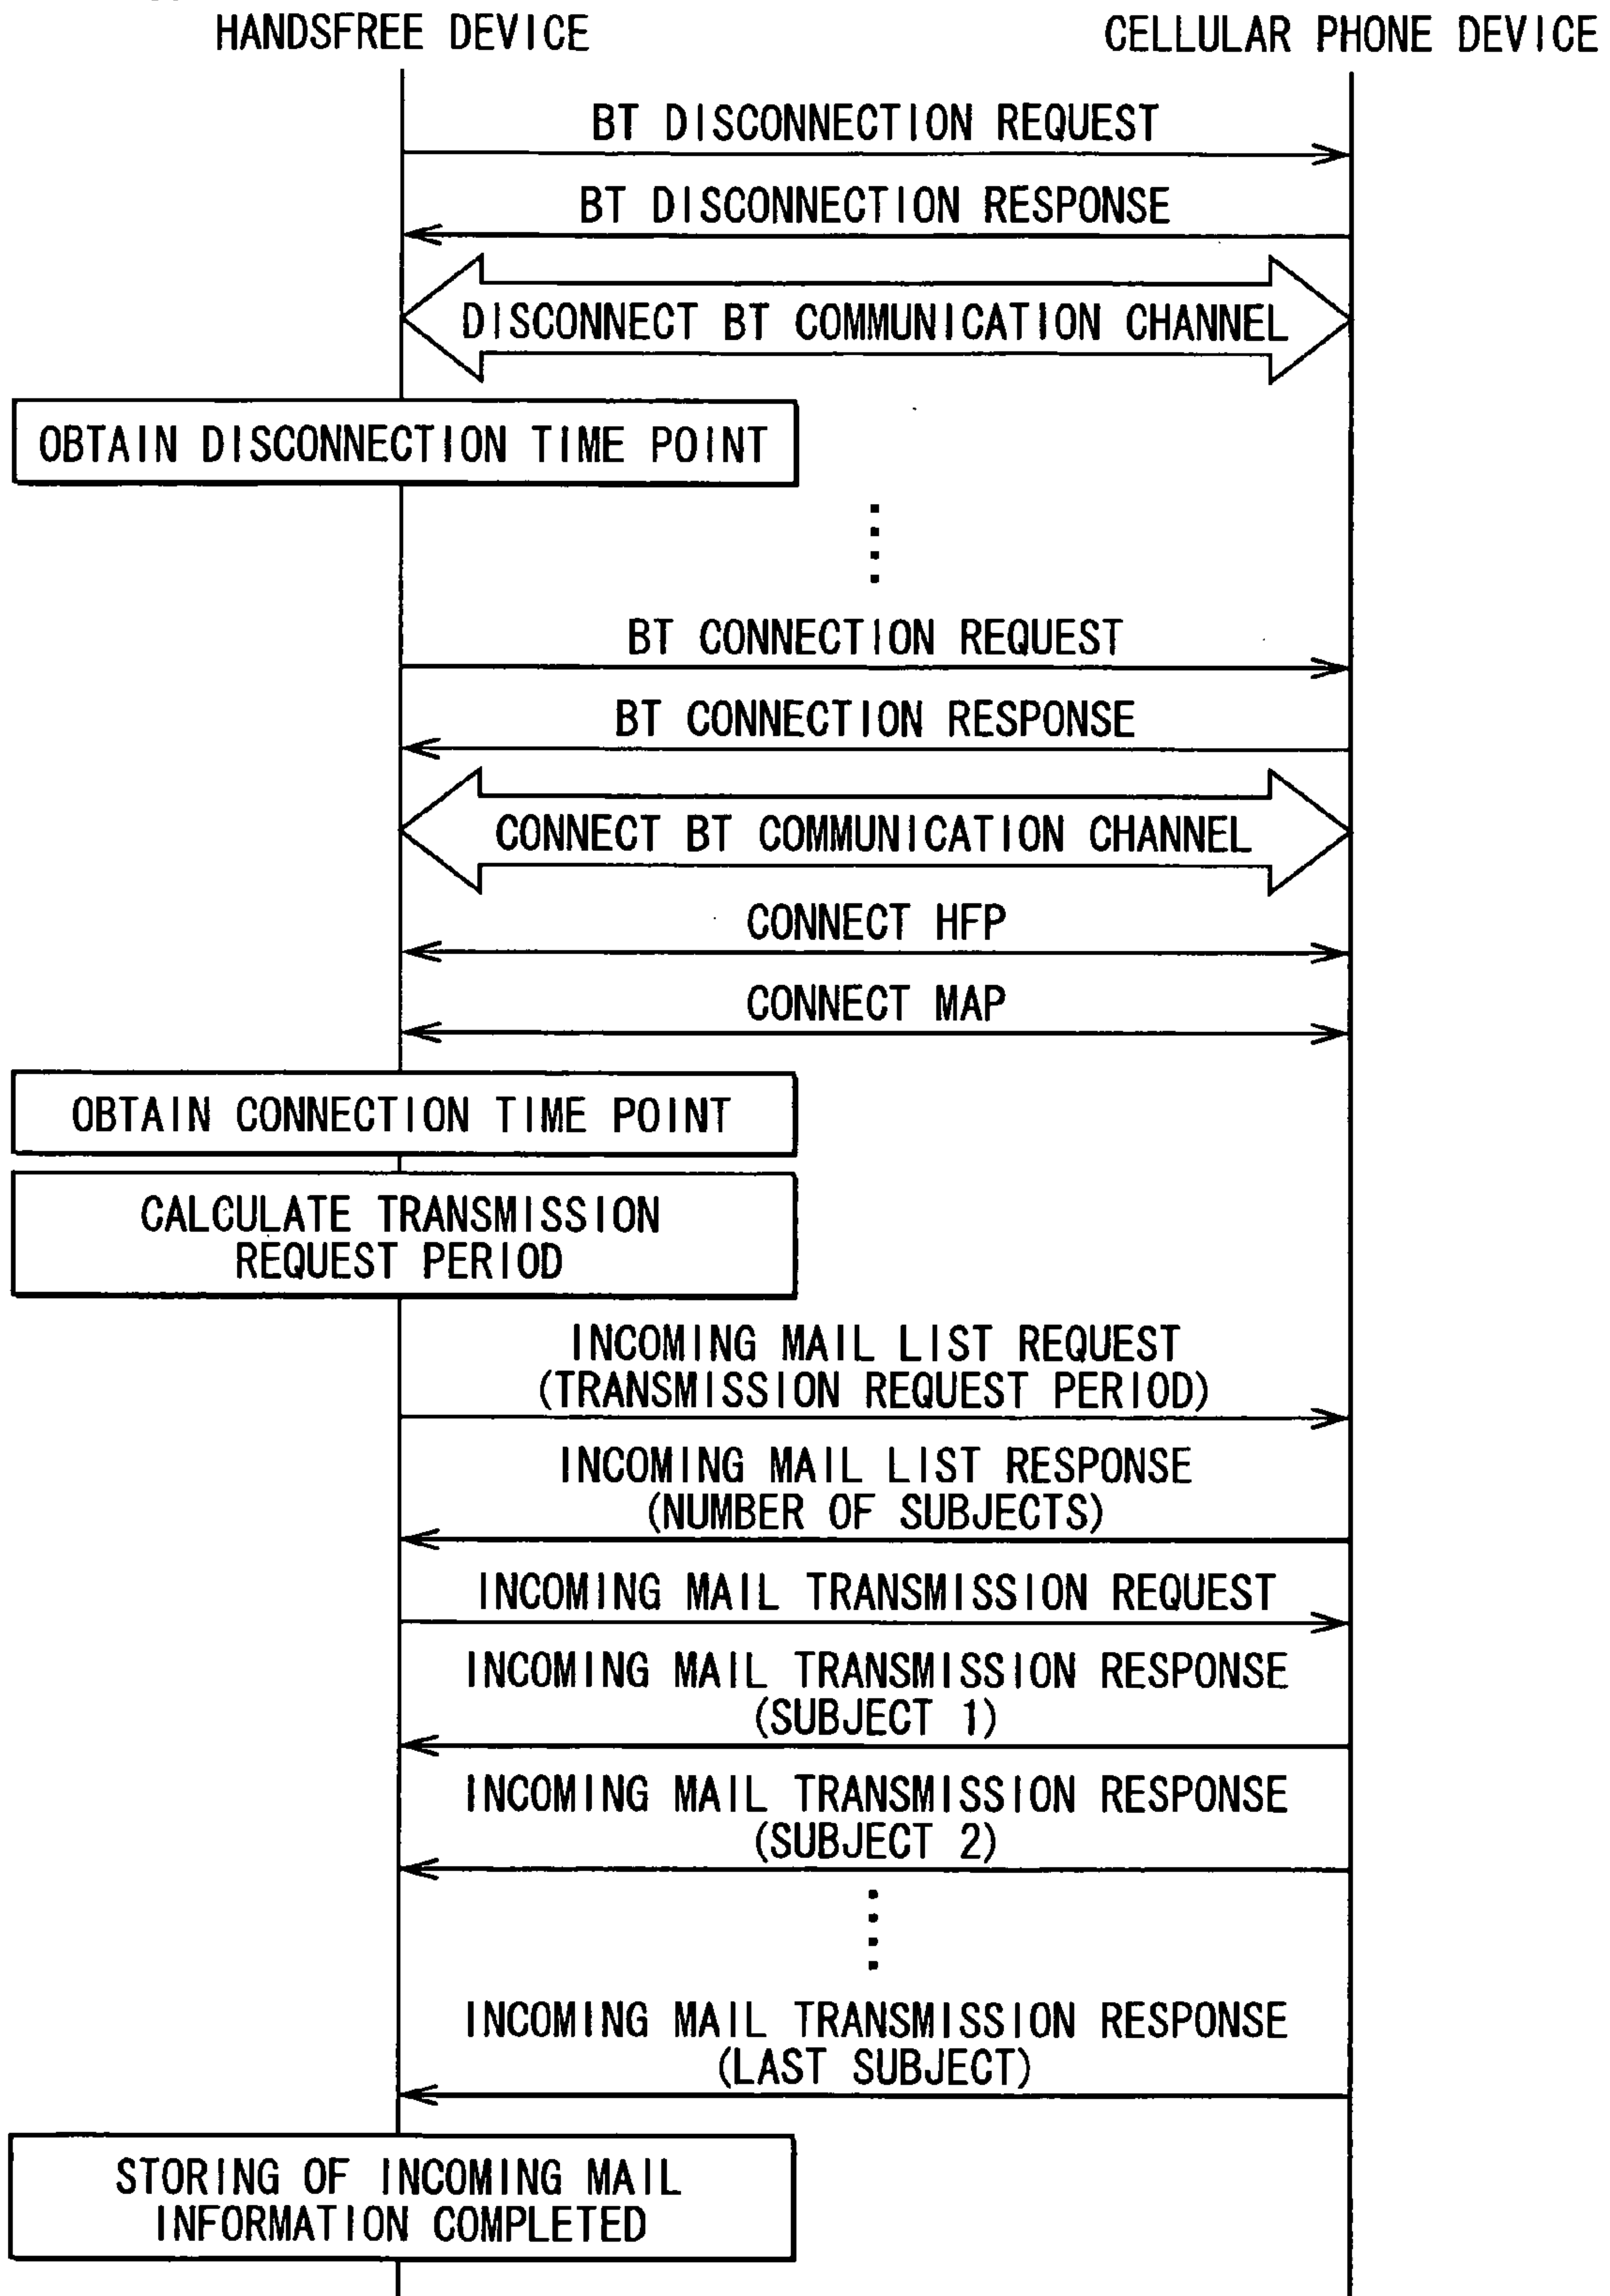 HANDSFREE DEVICE
CELLULAR PHONE DEVICE
BT DISCONNECTION REQUEST
BT DISCONNECTION RESPONSE
DISCONNECT BT COMMUNICATION CHANNEL
OBTAIN DISCONNECTION TIME POINT
BT CONNECTION REQUEST
BT CONNECTION RESPONSE
CONNECT BT COMMUNICATION CHANNEL
CONNECT HFP
CONNECT MAP
OBTAIN CONNECTION TIME POINT
CALCULATE TRANSMISSION
REQUEST PERIOD
INCOMING MAIL LIST REQUEST
(TRANSMISSION REQUEST PERIOD)
INCOMING MAIL LIST RESPONSE
(NUMBER OF SUBJECTS)
INCOMING MAIL TRANSMISSION REQUEST
INCOMING MAIL TRANSMISSION RESPONSE
(SUBJECT 1)
INCOMING MAIL TRANSMISSION RESPONSE
(SUBJECT 2)
INCOMING MAIL TRANSMISSION RESPONSE
(LAST SUBJECT)
STORING OF INCOMING MAIL
INFORMATION COMPLETED